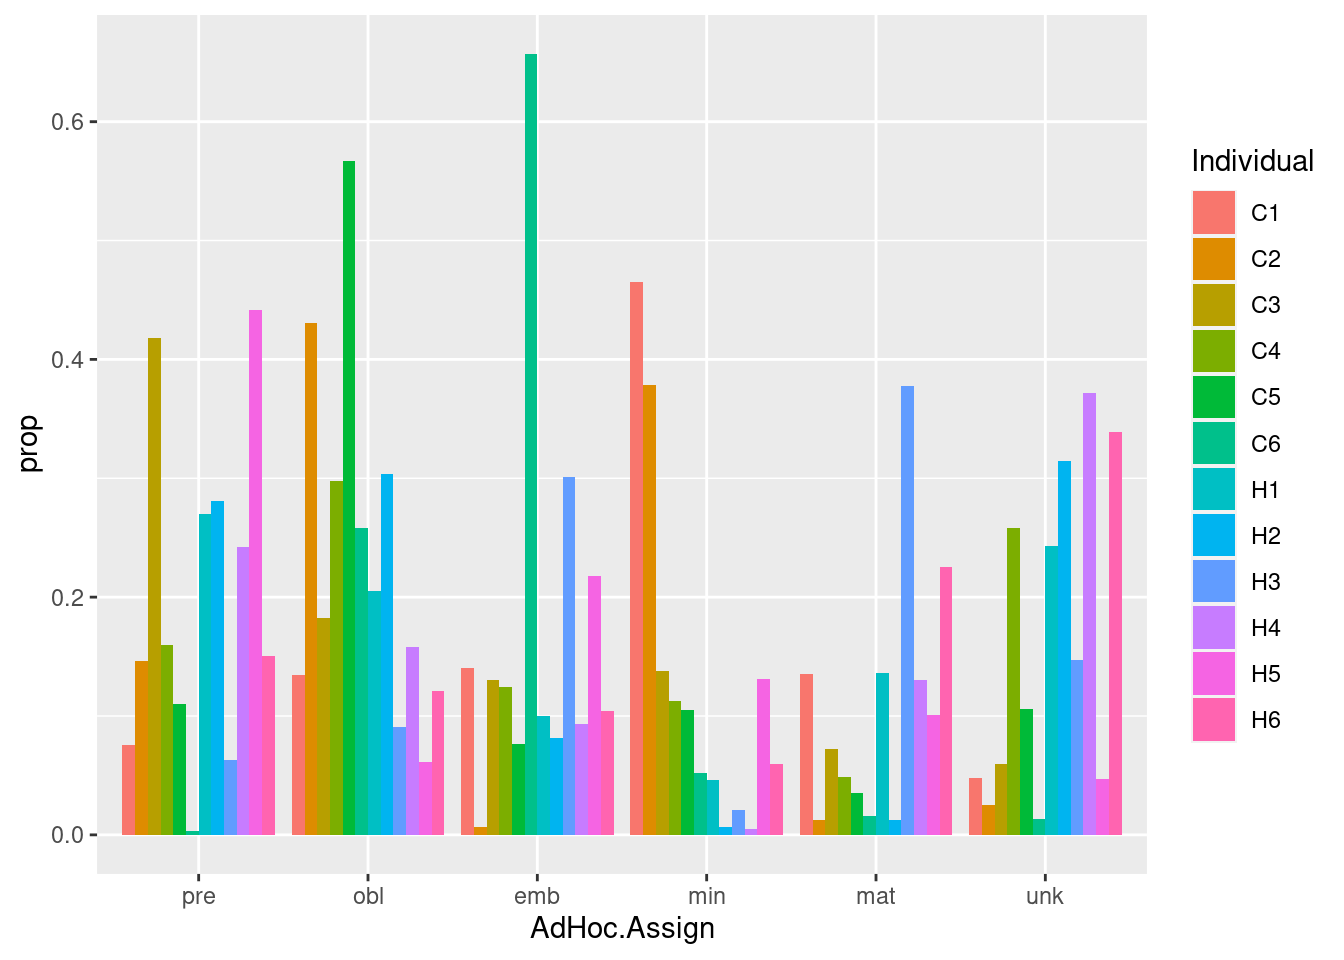 prop
0.6
0.4
0.2
0.0
pre obl emb min mat unk
AdHoc.Assign
Individual
C1
C2
C3
C4
C5
C6
H1
H2
H3
H4
H5
H6